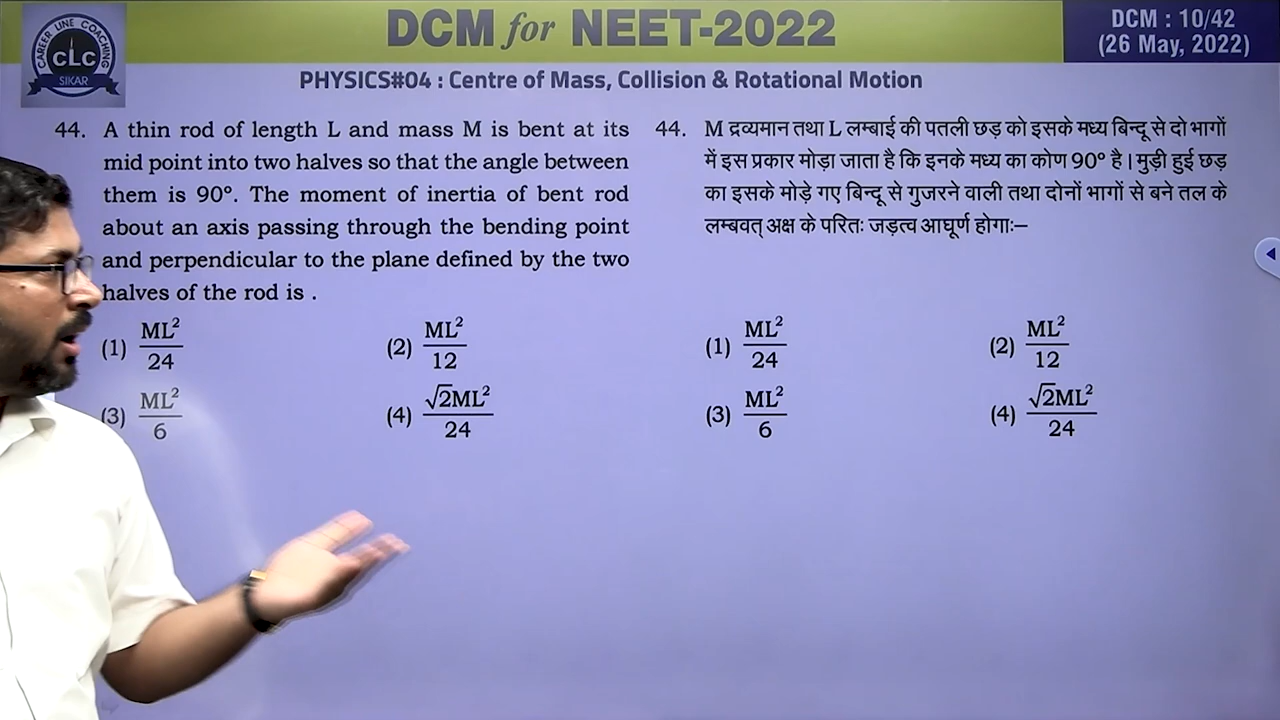 CAREER LINE COACHING
CLC
SIKAR
DCM for NEET-2022
DCM : 10/42
(26 May, 2022)
PHYSICS#04 : Centre of Mass, Collision & Rotational Motion
44. A thin rod of length L and mass M is bent at its
mid point into two halves so that the angle between
them is 90º. The moment of inertia of bent rod
about an axis passing through the bending point
and perpendicular to the plane defined by the two
halves of the rod is .
(1) ML²/24 (2) ML²/12
(3) ML²/6 (4) √2ML²/24
44. M द्रव्यमान तथा L लम्बाई की पतली छड़ को इसके मध्य बिन्दू से दो भागों
में इस प्रकार मोड़ा जाता है कि इनके मध्य का कोण 90º है। मुड़ी हुई छड़
का इसके मोड़े गए बिन्दू से गुजरने वाली तथा दोनों भागों से बने तल के
लम्बवत् अक्ष के परितः जड़त्व आघूर्ण होगाः–
(1) ML²/24 (2) ML²/12
(3) ML²/6 (4) √2ML²/24